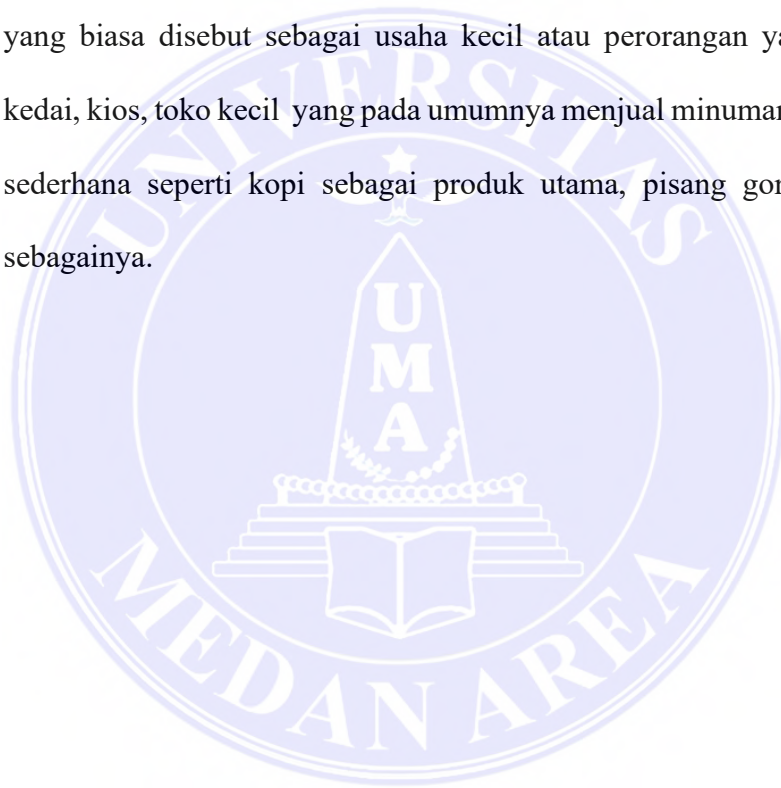 yang biasa disebut sebagai usaha kecil atau perorangan
kedai, kios, toko kecil yang pada umumnya menjual
sederhana seperti kopi sebagai produk utama, pisang
sebagainya.
UNIVERSITAS
UMA
MEDAN AREA